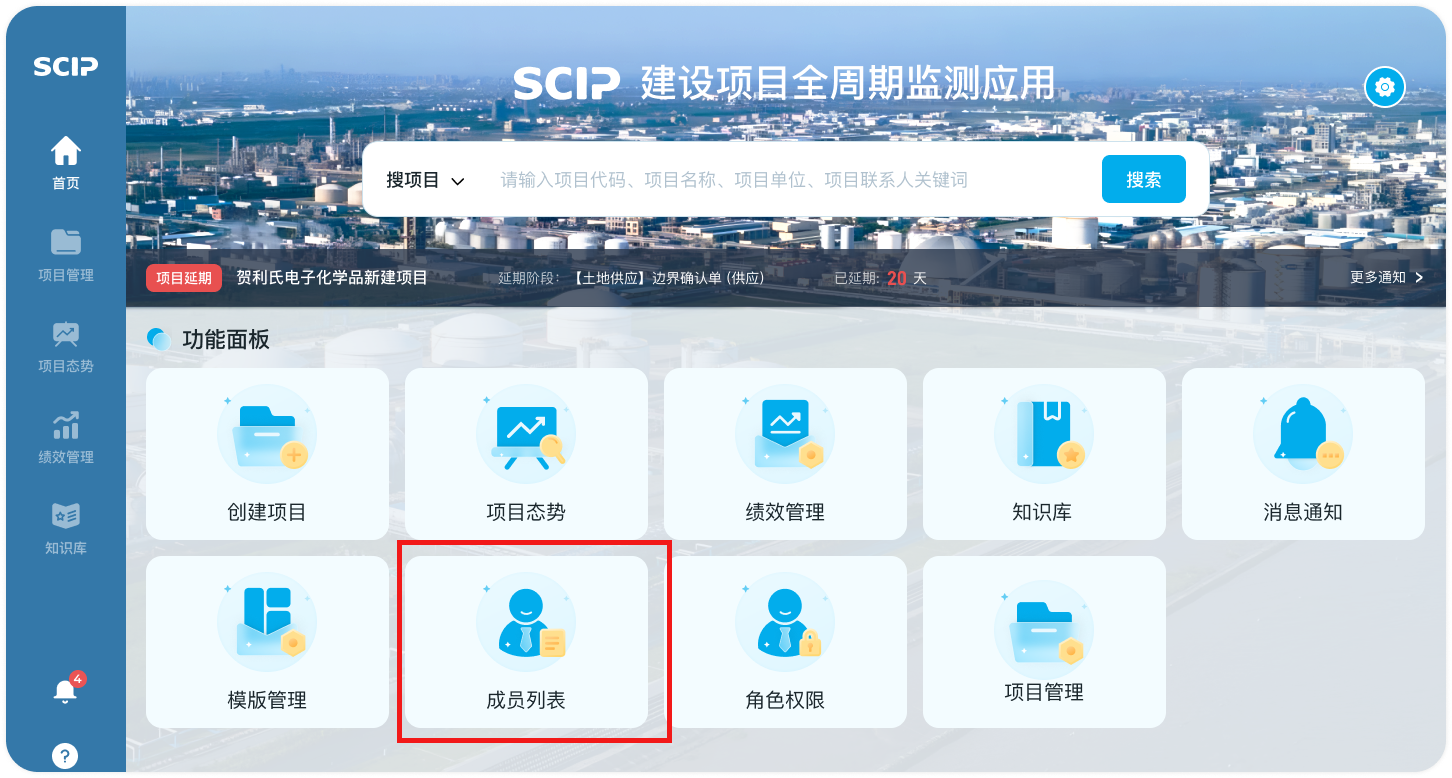 SCIP
首页
项目管理
项目态势
绩效管理
知识库
4
?
SCIP 建设项目全周期监测应用
搜项目 请输入项目代码、项目名称、项目单位、项目联系人关键词 搜索
项目延期 贺利氏电子化学品新建项目 延期阶段: 【土地供应】边界确认单 (供应) 已延期: 20 天 更多通知
功能面板
创建项目 项目态势 绩效管理 知识库 消息通知
模版管理 成员列表 角色权限 项目管理